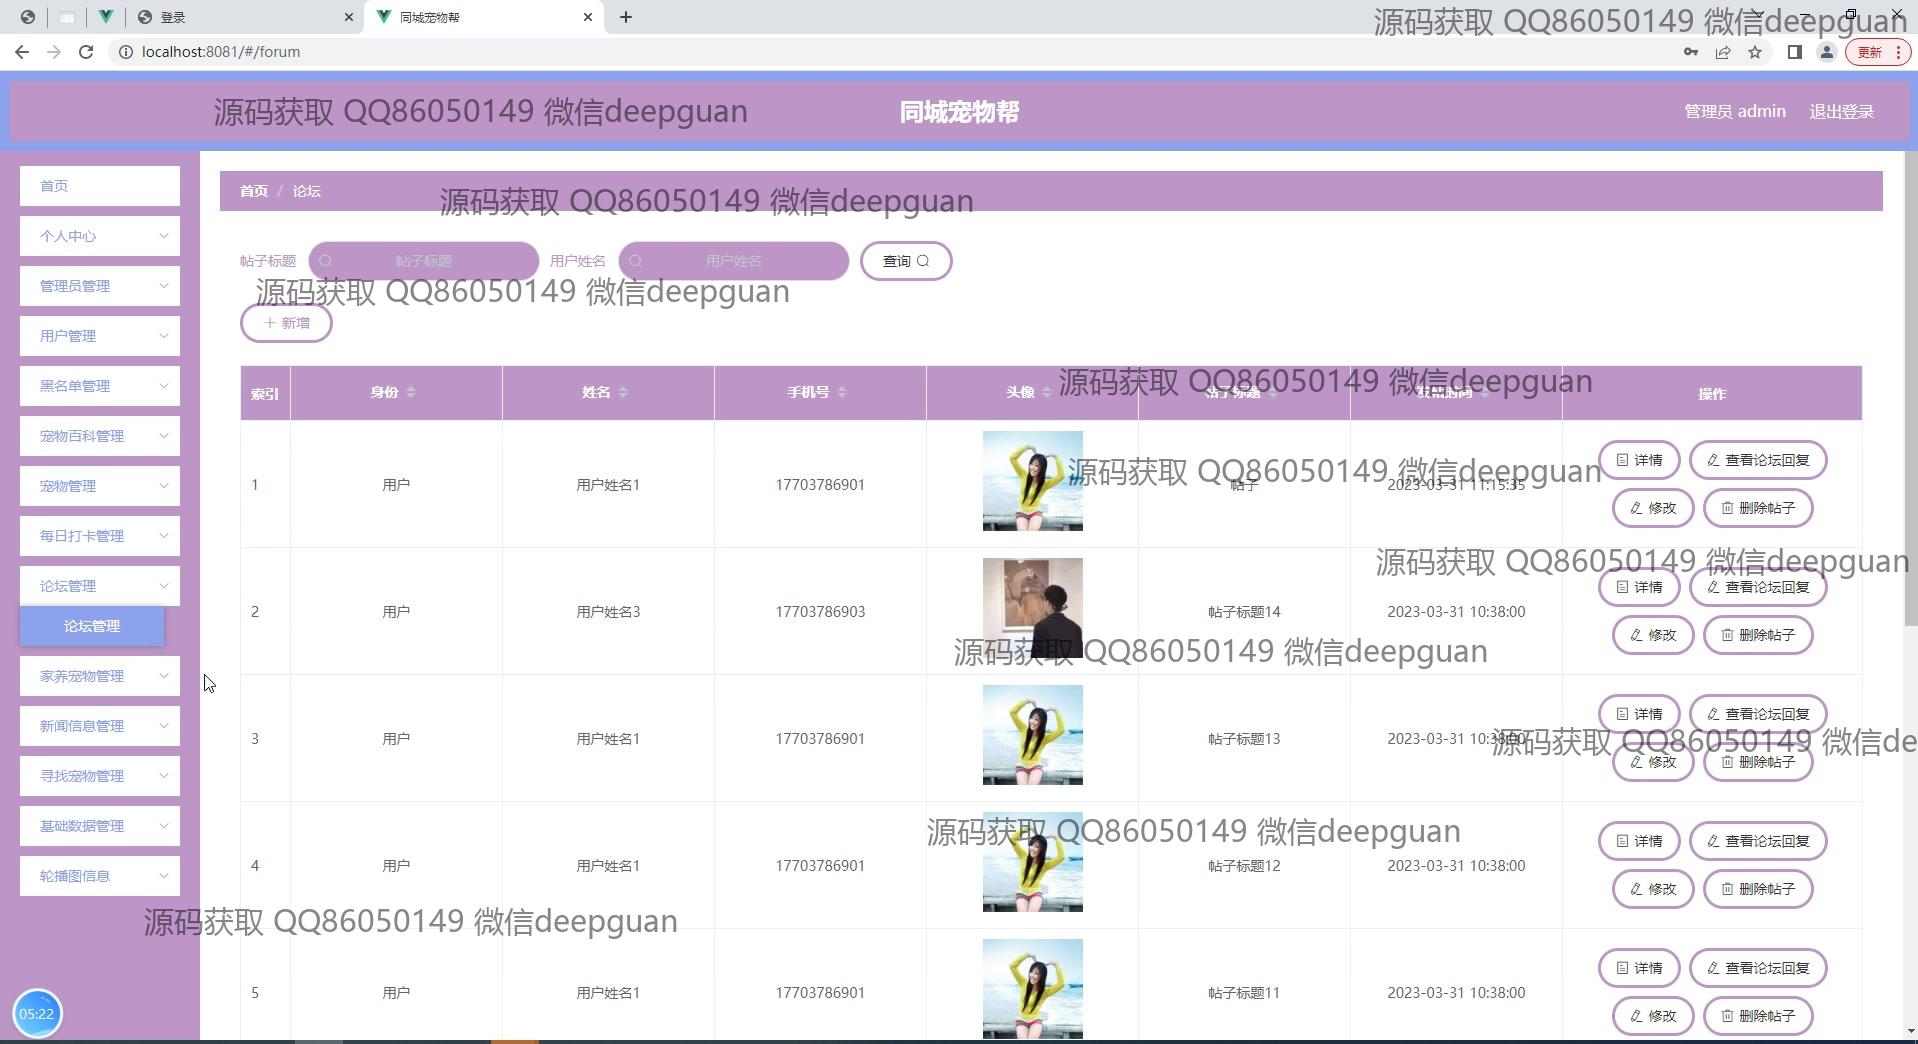 登录
同城宠物帮
源码获取 QQ86050149 微信deepguan
localhost:8081/#/forum
更新
源码获取 QQ86050149 微信deepguan
同城宠物帮
管理员 admin
退出登录
首页
个人中心
管理员管理
用户管理
黑名单管理
宠物百科管理
宠物管理
每日打卡管理
论坛管理
论坛管理
家养宠物管理
新闻信息管理
寻找宠物管理
基础数据管理
轮播图信息
首页 / 论坛
源码获取 QQ86050149 微信deepguan
帖子标题 帖子标题 用户姓名 用户姓名 查询
源码获取 QQ86050149 微信deepguan
新增
索引 身份 姓名 手机号 头像 帖子标题 发帖时间 操作
源码获取 QQ86050149 微信deepguan
1 用户 用户姓名1 17703786901 帖子 2023-03-31 11:15:35 详情 查看论坛回复
修改 删除帖子
源码获取 QQ86050149 微信deepguan
源码获取 QQ86050149 微信deepguan
2 用户 用户姓名3 17703786903 帖子标题14 2023-03-31 10:38:00 详情 查看论坛回复
修改 删除帖子
源码获取 QQ86050149 微信deepguan
3 用户 用户姓名1 17703786901 帖子标题13 2023-03-31 10:38:00 详情 查看论坛回复
修改 删除帖子
源码获取 QQ86050149 微信de
源码获取 QQ86050149 微信deepguan
4 用户 用户姓名1 17703786901 帖子标题12 2023-03-31 10:38:00 详情 查看论坛回复
修改 删除帖子
源码获取 QQ86050149 微信deepguan
5 用户 用户姓名1 17703786901 帖子标题11 2023-03-31 10:38:00 详情 查看论坛回复
修改 删除帖子
05:22